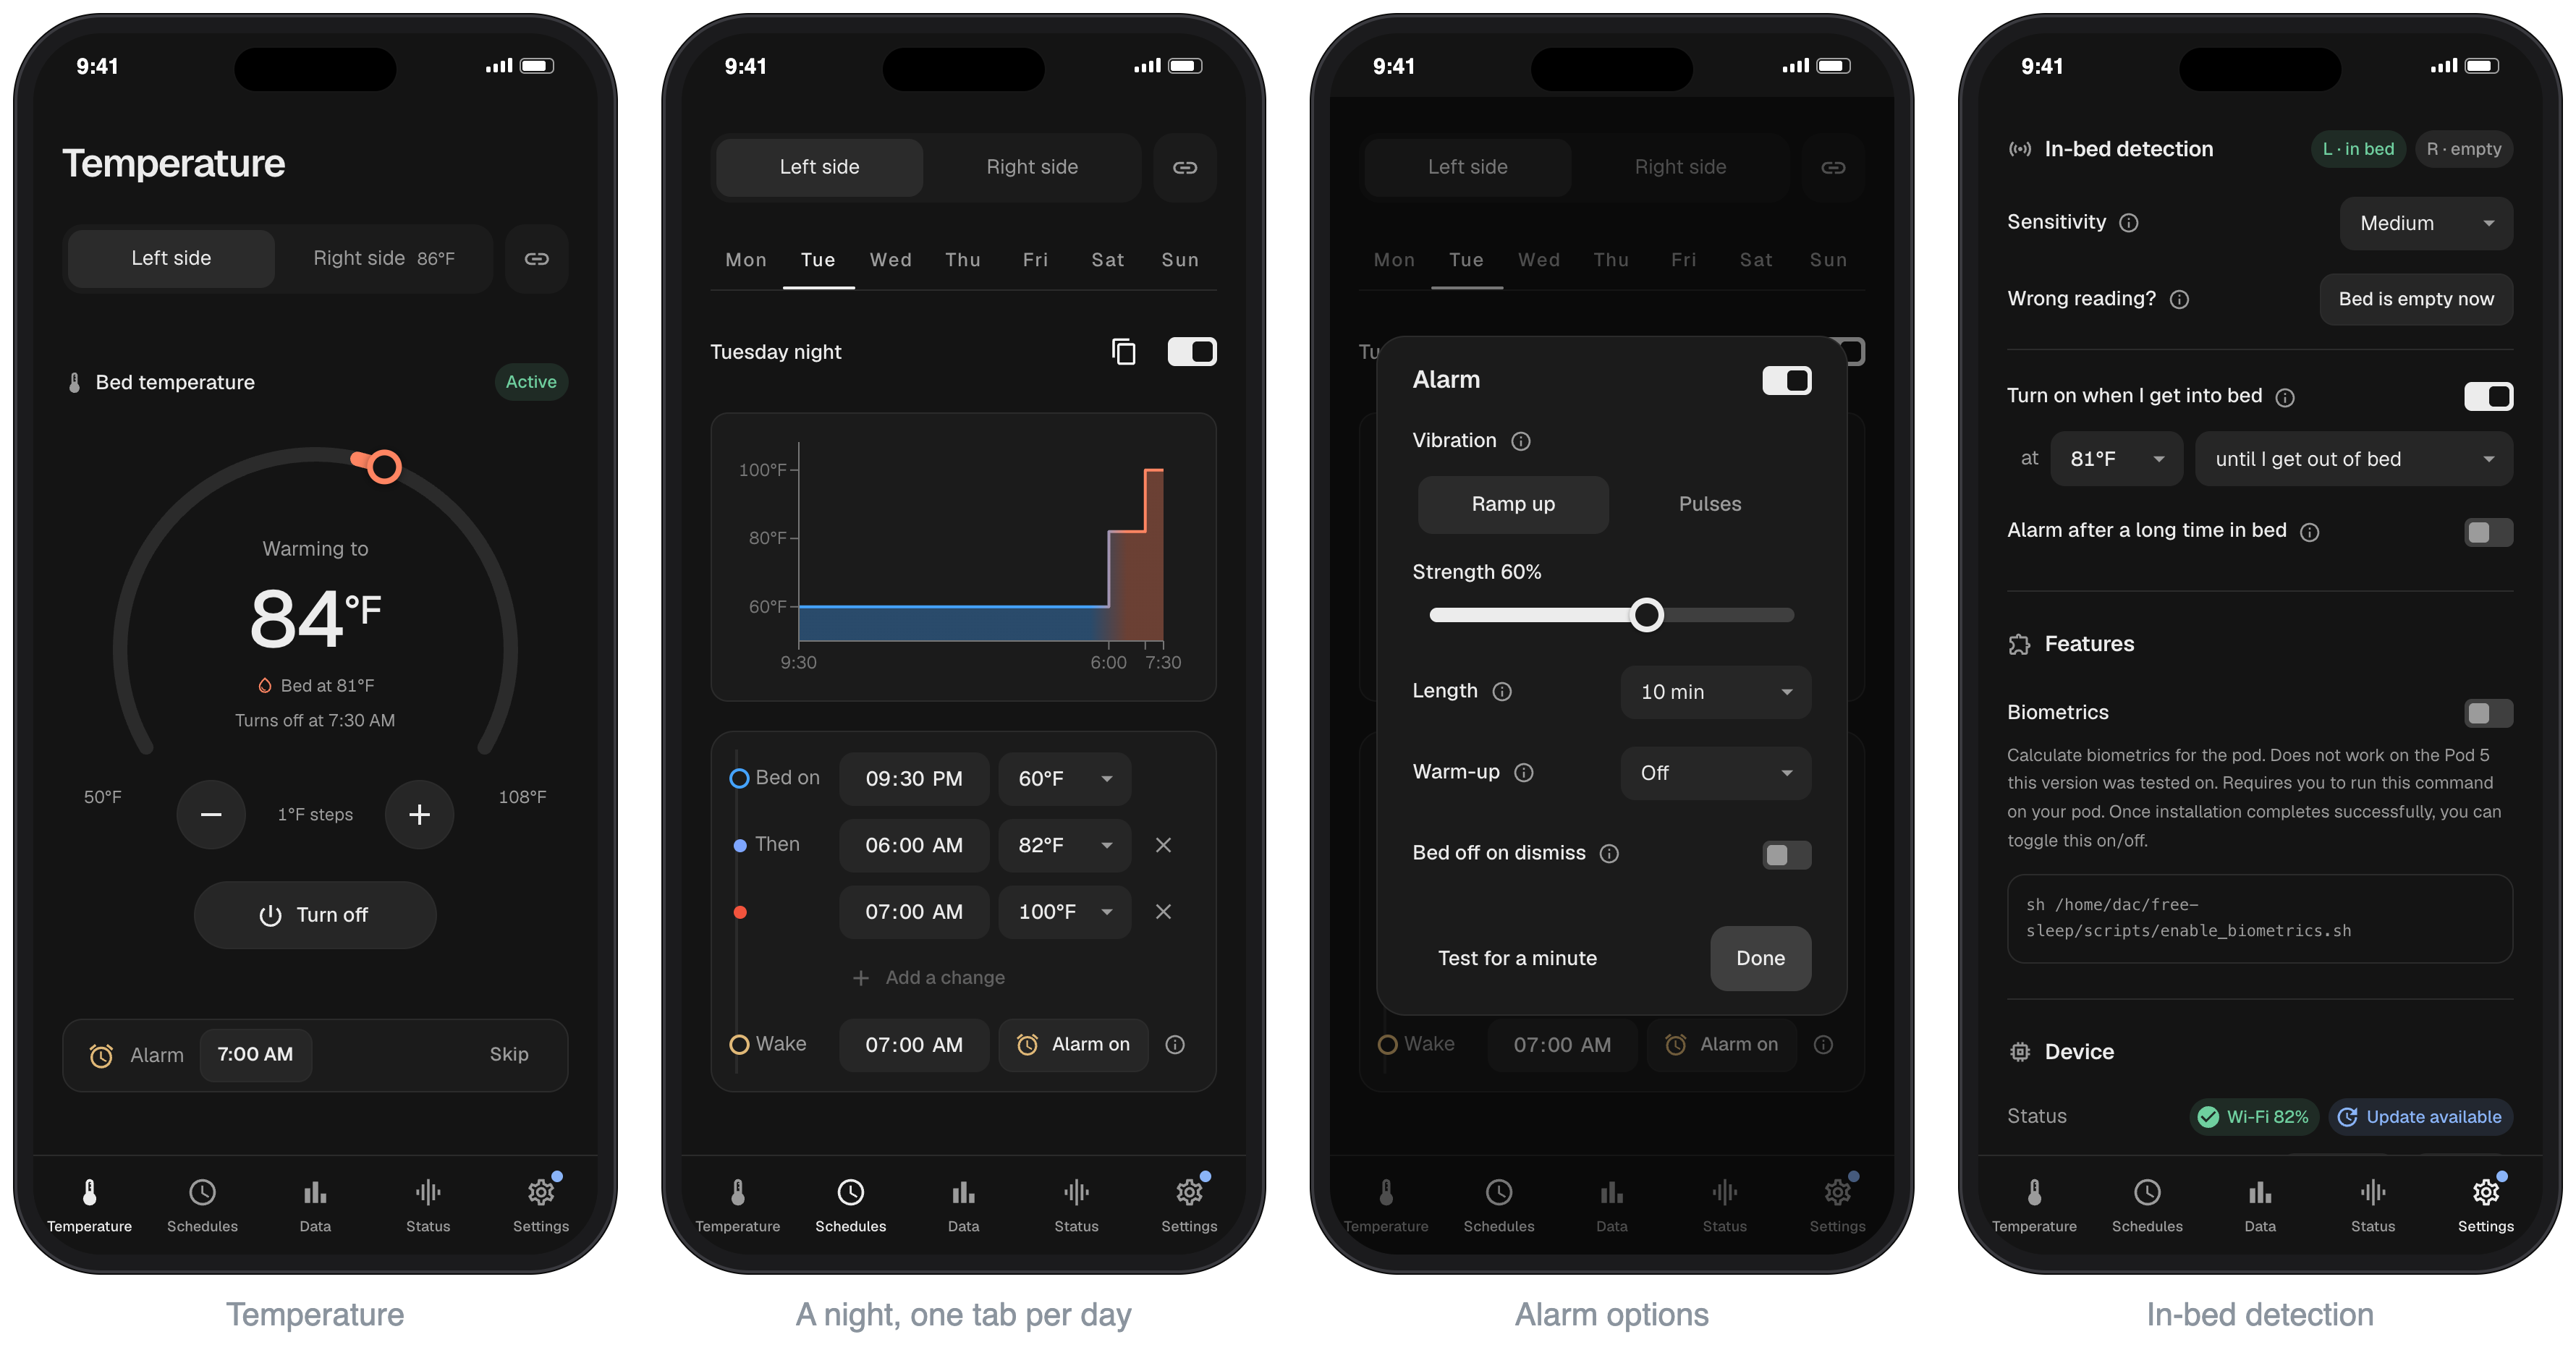 9:41
Temperature
Left side
Right side 86°F
Bed temperature
Active
Warming to
84°F
Bed at 81°F
Turns off at 7:30 AM
50°F
1°F steps
108°F
Turn off
Alarm
7:00 AM
Skip
Temperature
Schedules
Data
Status
Settings
Temperature
9:41
Left side
Right side
Mon Tue Wed Thu Fri Sat Sun
Tuesday night
100°F
80°F
60°F
9:30
6:00
7:30
Bed on
09:30 PM
60°F
Then
06:00 AM
82°F
07:00 AM
100°F
Add a change
Wake
07:00 AM
Alarm on
Temperature
Schedules
Data
Status
Settings
A night, one tab per day
9:41
Left side
Right side
Mon Tue Wed Thu Fri Sat Sun
Tu
Alarm
Vibration
Ramp up
Pulses
Strength 60%
Length
10 min
Warm-up
Off
Bed off on dismiss
Test for a minute
Done
Wake
07:00 AM
Alarm on
Temperature
Schedules
Data
Status
Settings
Alarm options
9:41
In-bed detection
L · in bed
R · empty
Sensitivity
Medium
Wrong reading?
Bed is empty now
Turn on when I get into bed
at
81°F
until I get out of bed
Alarm after a long time in bed
Features
Biometrics
Calculate biometrics for the pod. Does not work on the Pod 5
this version was tested on. Requires you to run this command
on your pod. Once installation completes successfully, you can
toggle this on/off.
sh /home/dac/free-
sleep/scripts/enable_biometrics.sh
Device
Status
Wi-Fi 82%
Update available
Temperature
Schedules
Data
Status
Settings
In-bed detection